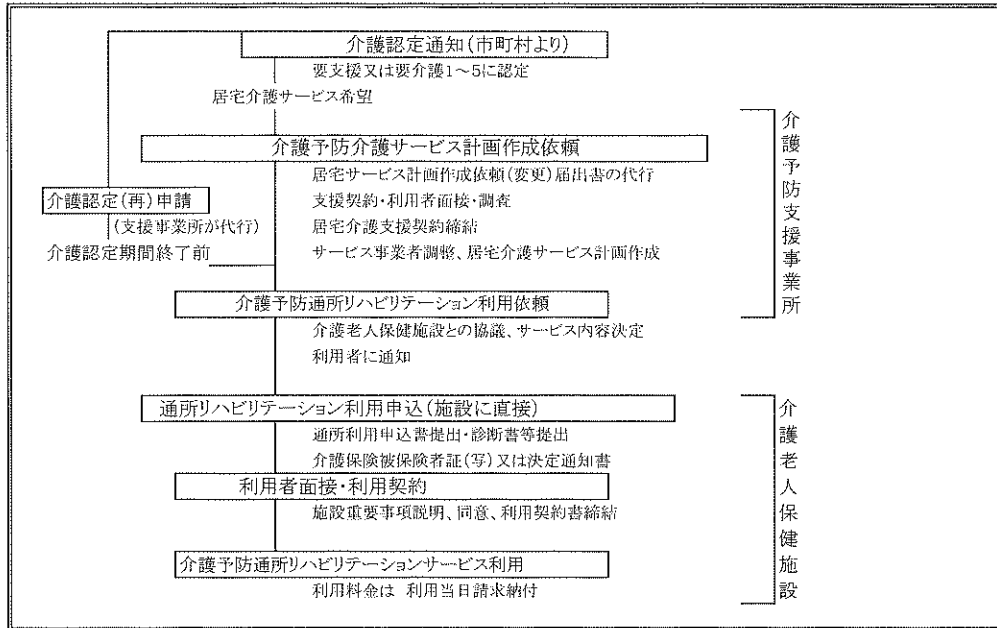 介護認定通知(市町村より)
要支援又は要介護1～5に認定
居宅介護サービス希望
介護予防介護サービス計画作成依頼
居宅サービス計画作成依頼(変更)届出書の代行
介護認定(再)申請
支援契約・利用者面接・調査
(支援事業所が代行)
居宅介護支援契約締結
介護認定期間終了前
サービス事業者調整、居宅介護サービス計画作成
介護予防通所リハビリテーション利用依頼
介護老人保健施設との協議、サービス内容決定
利用者に通知
介護予防支援事業所
通所リハビリテーション利用申込(施設に直接)
通所利用申込書提出・診断書等提出
介護保険被保険者証(写)又は決定通知書
利用者面接・利用契約
施設重要事項説明、同意、利用契約書締結
介護予防通所リハビリテーションサービス利用
利用料金は 利用当日請求納付
介護老人保健施設